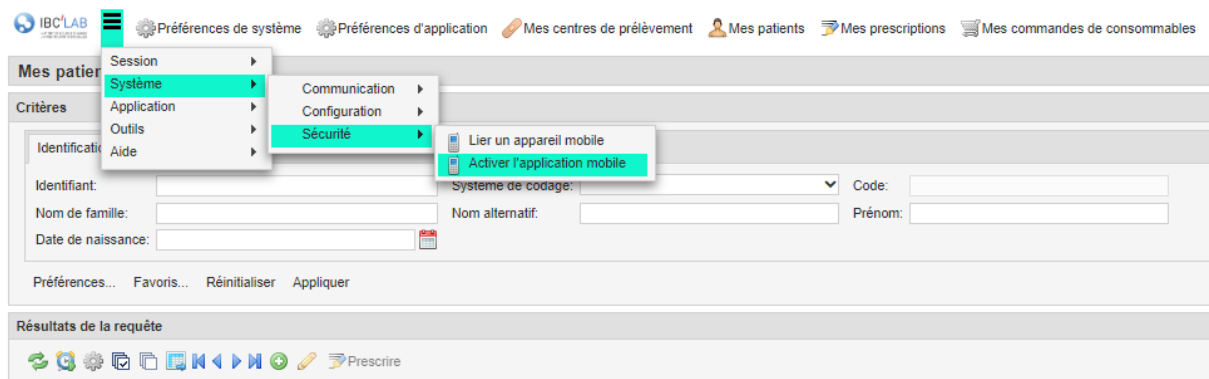 IBC'LAB
Préférences de système Préférences d'application Mes centres de prélèvement Mes patients Mes prescriptions Mes commandes de consommables
Mes patien
Session
Système
Application
Outils
Aide
Communication
Configuration
Sécurité
Lier un appareil mobile
Activer l'application mobile
Critères
Identificatio
Identifiant: Système de codage: Code:
Nom de famille: Nom alternatif: Prénom:
Date de naissance:
Préférences... Favoris... Réinitialiser Appliquer
Résultats de la requête
Prescrire